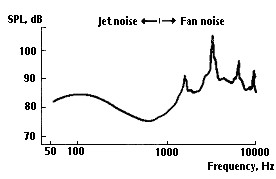 SPL, dB
Jet noise ←|→ Fan noise
100
90
80
70
50 100 1000 10000
Frequency, Hz